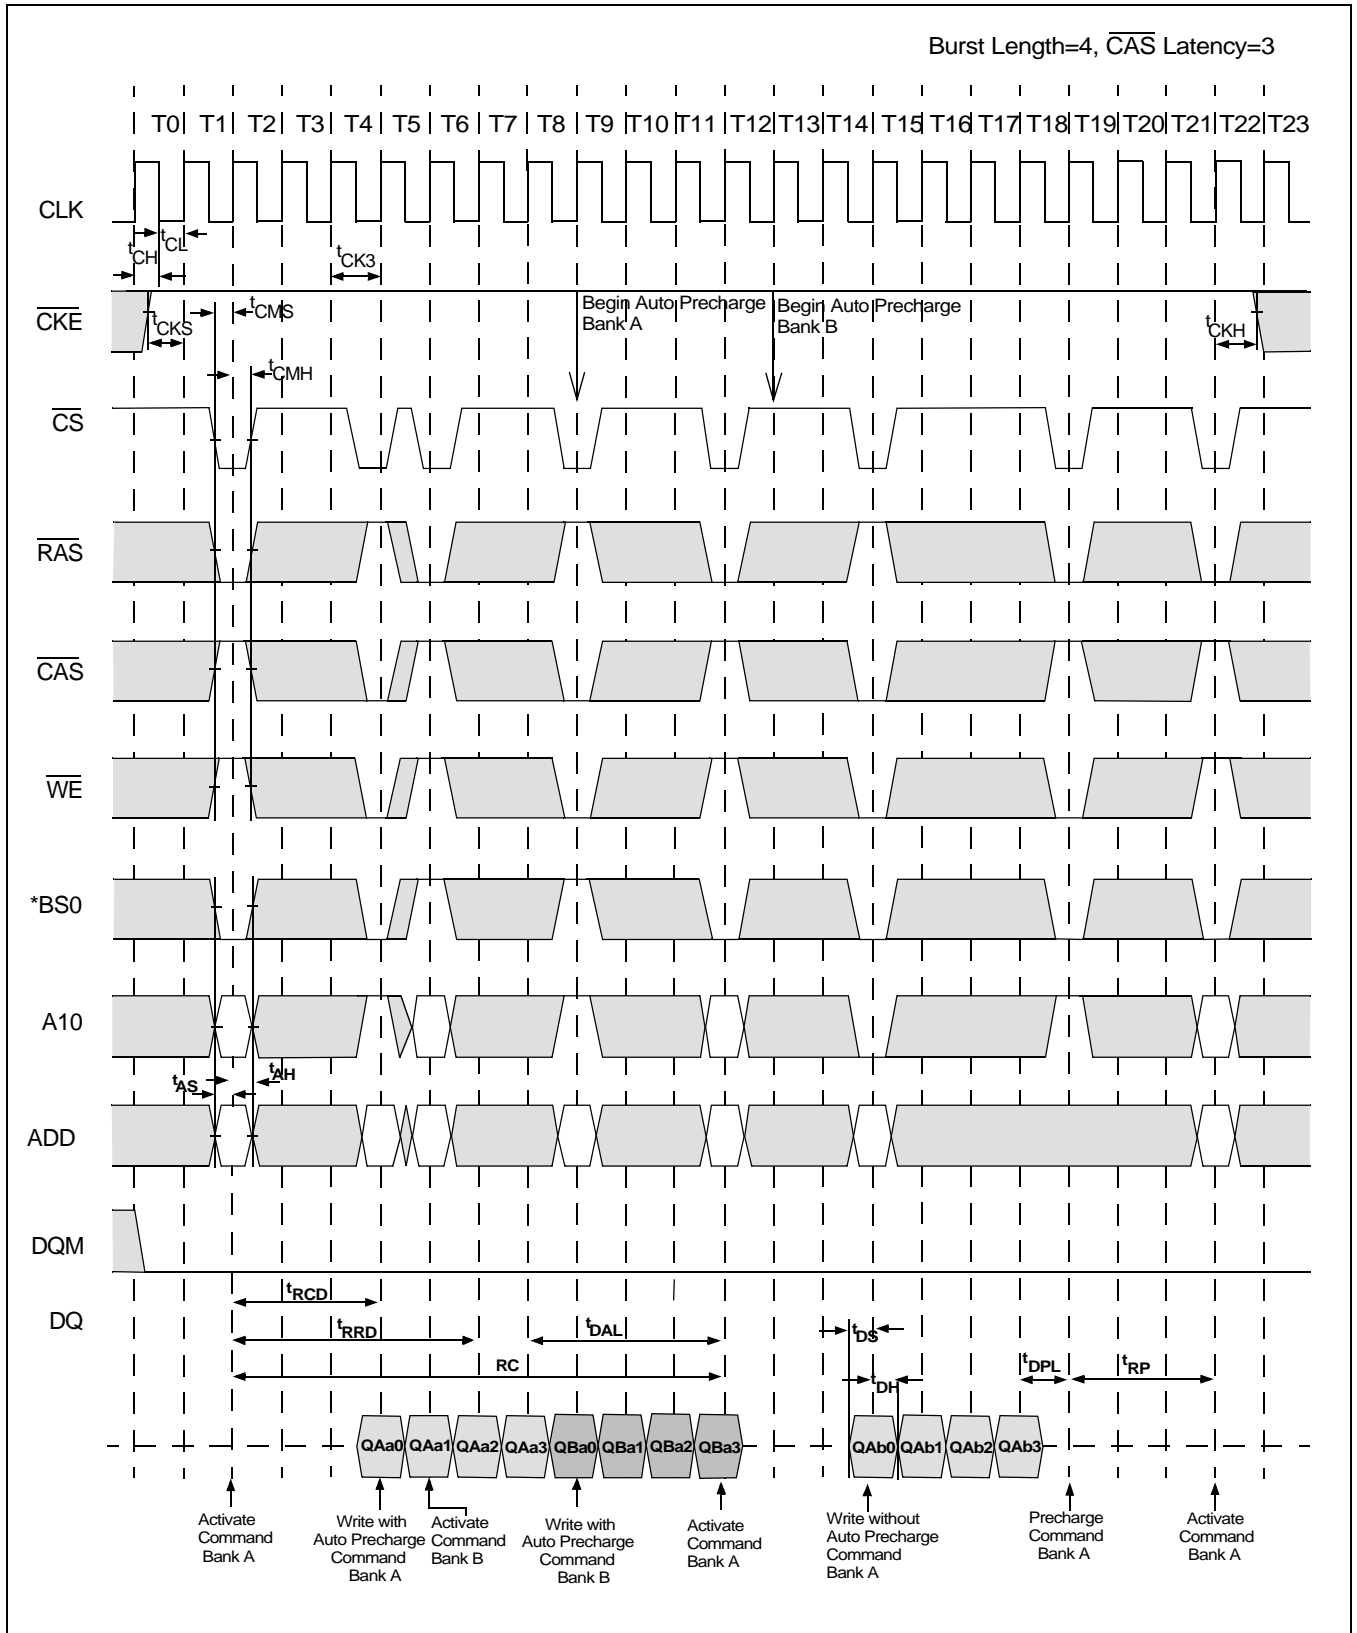 Burst Length=4, CAS Latency=3
T0 T1 T2 T3 T4 T5 T6 T7 T8 T9 T10 T11 T12 T13 T14 T15 T16 T17 T18 T19 T20 T21 T22 T23
CLK
tCH
tCL
tCK3
CKE
tCKS
tCMS
Begin Auto Precharge
Bank A
Begin Auto Precharge
Bank B
tCKH
tCMH
CS
RAS
CAS
WE
*BS0
A10
tAS
tAH
ADD
DQM
DQ
tRCD
tRRD
tDAL
tDS
RC
tDPL
tRP
tDH
QAa0 QAa1 QAa2 QAa3 QBa0 QBa1 QBa2 QBa3 QAb0 QAb1 QAb2 QAb3
Activate
Command
Bank A
Write with
Auto Precharge
Command
Bank A
Activate
Command
Bank B
Write with
Auto Precharge
Command
Bank B
Activate
Command
Bank A
Write without
Auto Precharge
Command
Bank A
Precharge
Command
Bank A
Activate
Command
Bank A